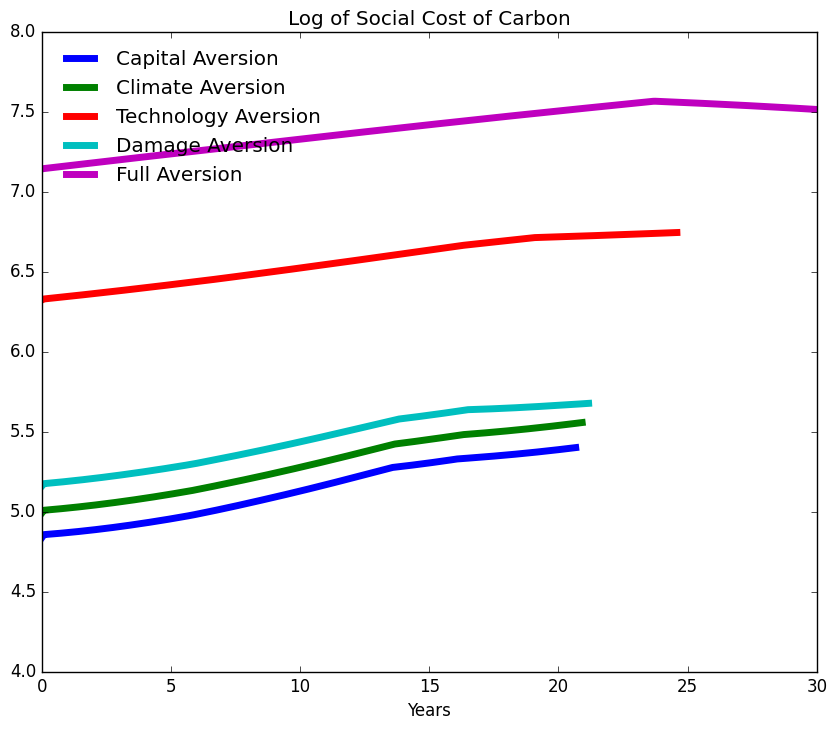 Log of Social Cost of Carbon
8.0
7.5
7.0
6.5
6.0
5.5
5.0
4.5
4.0
Capital Aversion
Climate Aversion
Technology Aversion
Damage Aversion
Full Aversion
0 5 10 15 20 25 30
Years